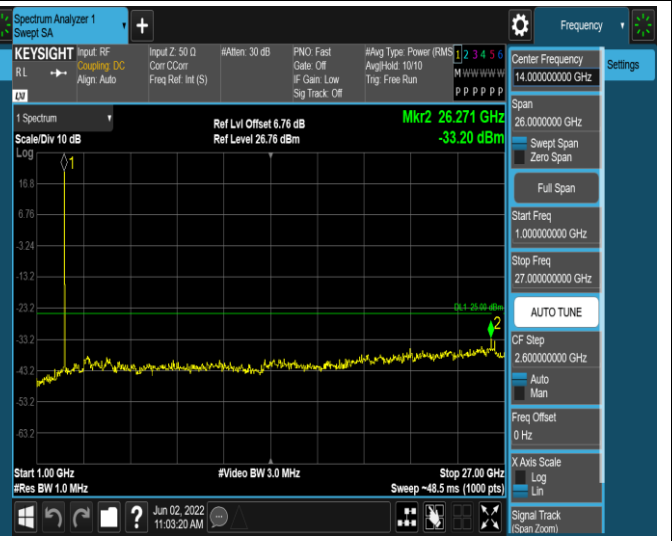 Spectrum Analyzer 1
Swept SA
+
Frequency
KEYSIGHT
R L
LXI
Input: RF
Coupling: DC
Align: Auto
Input Z: 50 Ω
Corr CCorr
Freq Ref: Int (S)
#Atten: 30 dB
PNO: Fast
Gate: Off
IF Gain: Low
Sig Track: Off
#Avg Type: Power (RMS
Avg|Hold: 10/10
Trig: Free Run
1 2 3 4 5 6
M W W W W W
P P P P P P
Center Frequency
14.000000000 GHz
Settings
1 Spectrum
Scale/Div 10 dB
Log
Ref Lvl Offset 6.76 dB
Ref Level 26.76 dBm
Mkr2 26.271 GHz
-33.20 dBm
Span
26.0000000 GHz
Swept Span
Zero Span
Full Span
Start Freq
1.000000000 GHz
Stop Freq
27.000000000 GHz
AUTO TUNE
CF Step
2.600000000 GHz
Auto
Man
Freq Offset
0 Hz
X Axis Scale
Log
Lin
Signal Track
(Span Zoom)
1
16.8
6.76
-3.24
-13.2
-23.2
DL1 -25.00 dBm
2
-33.2
-43.2
-53.2
-63.2
Start 1.00 GHz
#Res BW 1.0 MHz
#Video BW 3.0 MHz
Stop 27.00 GHz
Sweep ~48.5 ms (1000 pts)
?
Jun 02, 2022
11:03:20 AM